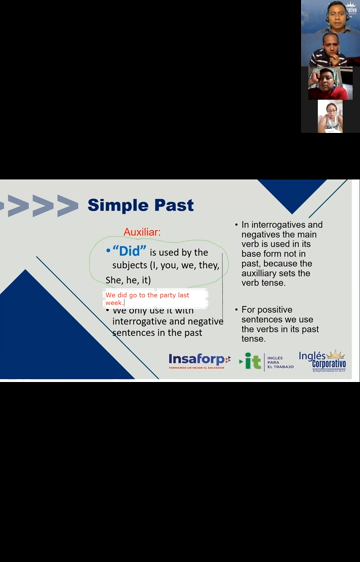 Simple Past
Auxiliar:
• "Did" is used by the
subjects (I, you, we, they,
She, he, it)
We did go to the party last
week.
• We only use it with
interrogative and negative
sentences in the past
• In interrogatives and
negatives the main
verb is used in its
base form not in
past, because the
auxilliary sets the
verb tense.
• For possitive
sentences we use
the verbs in its past
tense.
Insaforp
it INGLÉS
PARA
EL TRABAJO
Inglés
corporativo